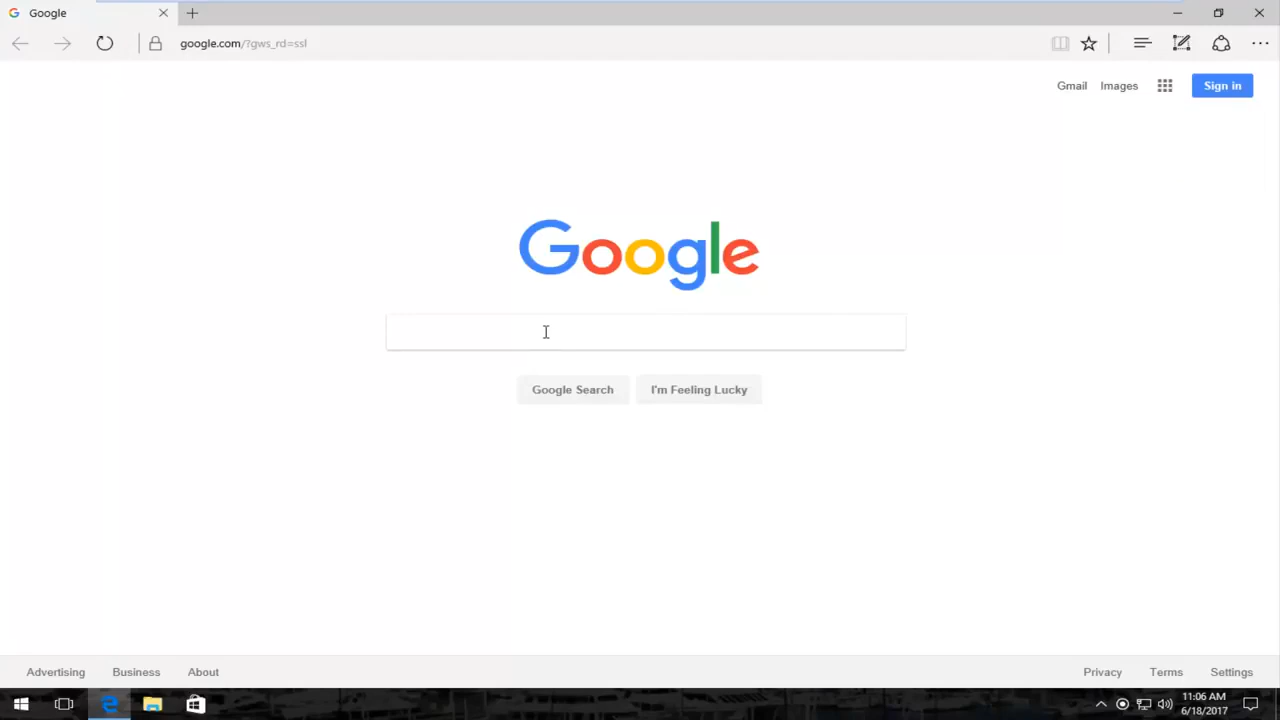 Google
google.com/?gws_rd=ssl
Gmail Images Sign in
Google
Google Search I'm Feeling Lucky
Advertising Business About Privacy Terms Settings
11:06 AM
6/18/2017